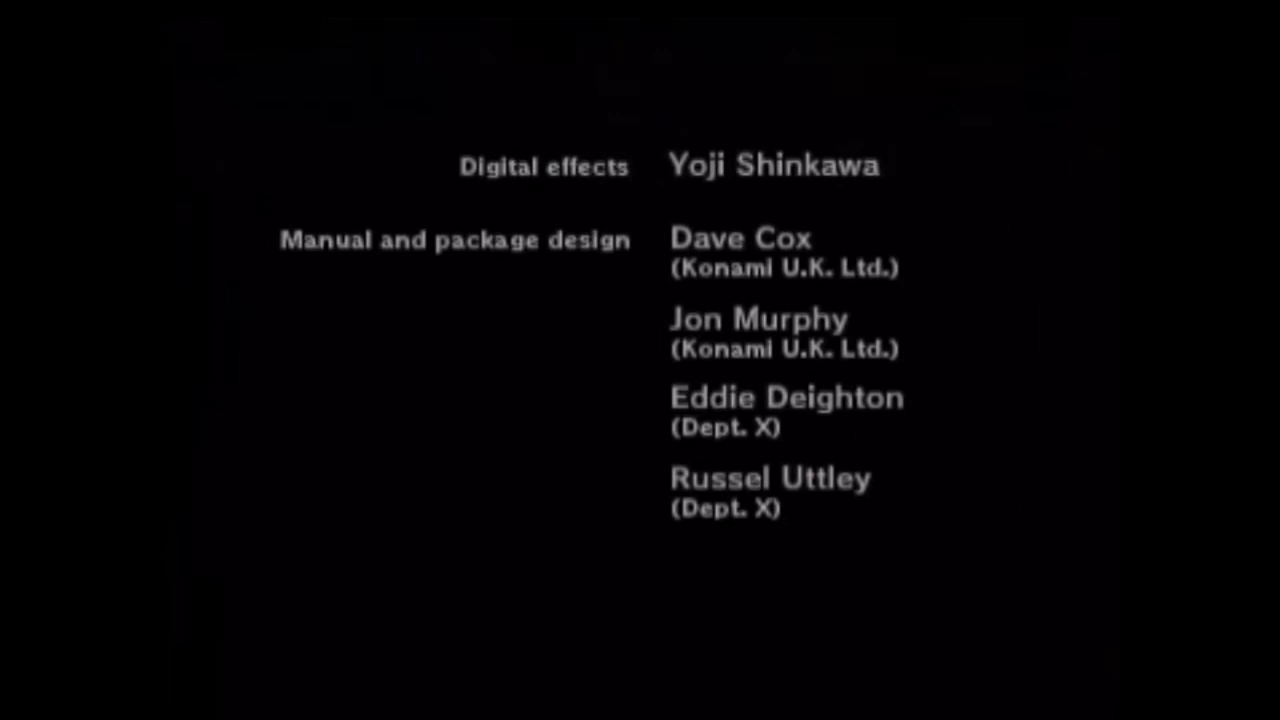 Digital effects Yoji Shinkawa
Manual and package design Dave Cox
(Konami U.K. Ltd.)
Jon Murphy
(Konami U.K. Ltd.)
Eddie Deighton
(Dept. X)
Russel Uttley
(Dept. X)